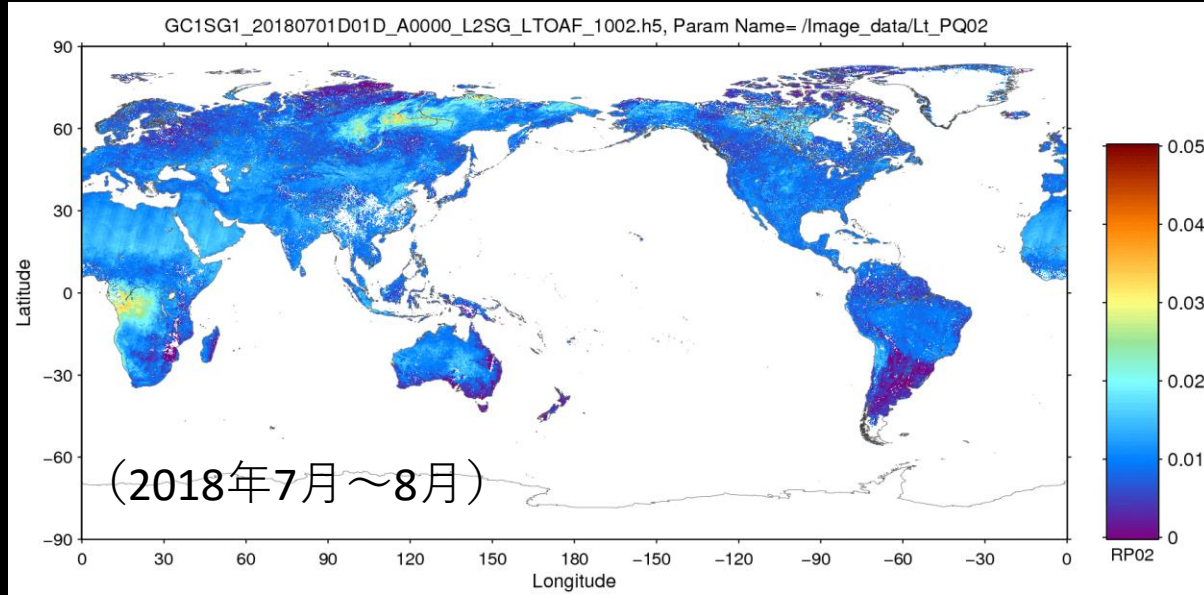 GC1SG1_20180701D01D_A0000_L2SG_LTOAF_1002.h5, Param Name= /Image_data/Lt_PQ02
90
60
30
0
−30
−60
−90
Latitude
（2018年7月～8月）
0 30 60 90 120 150 180 −150 −120 −90 −60 −30 0
Longitude
0.05
0.04
0.03
0.02
0.01
0
RP02